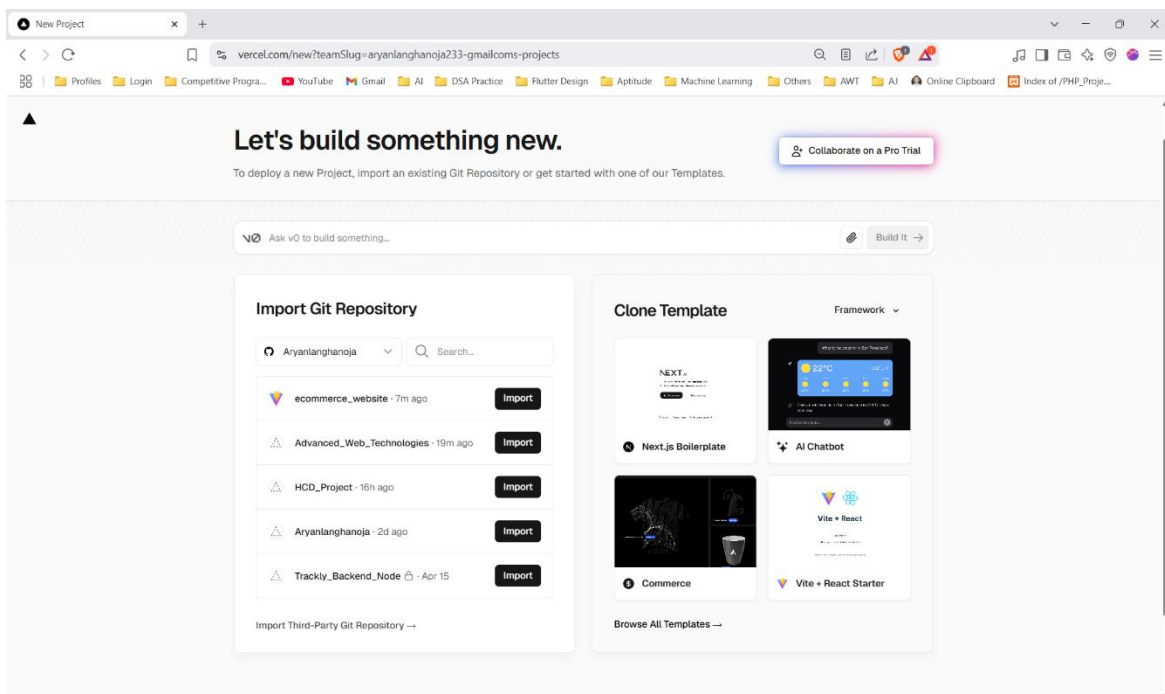 New Project
vercel.com/new?teamSlug=aryanlanghanoja233-gmailcoms-projects
Profiles Login Competitive Progra... YouTube Gmail AI DSA Practice Flutter Design Aptitude Machine Learning Others AWT AJ Online Clipboard Index of /PHP_Proje...
Let's build something new.
Collaborate on a Pro Trial
To deploy a new Project, import an existing Git Repository or get started with one of our Templates.
v0 Ask v0 to build something...
Build It →
Import Git Repository
Aryanlanghanoja
Search...
ecommerce_website · 7m ago Import
Advanced_Web_Technologies · 19m ago Import
HCD_Project · 16h ago Import
Aryanlanghanoja · 2d ago Import
Trackly_Backend_Node · Apr 15 Import
Import Third-Party Git Repository →
Clone Template
Framework
NEXT.js
Next.js Boilerplate
22°C
AI Chatbot
Commerce
Vite + React
Vite + React Starter
Browse All Templates →